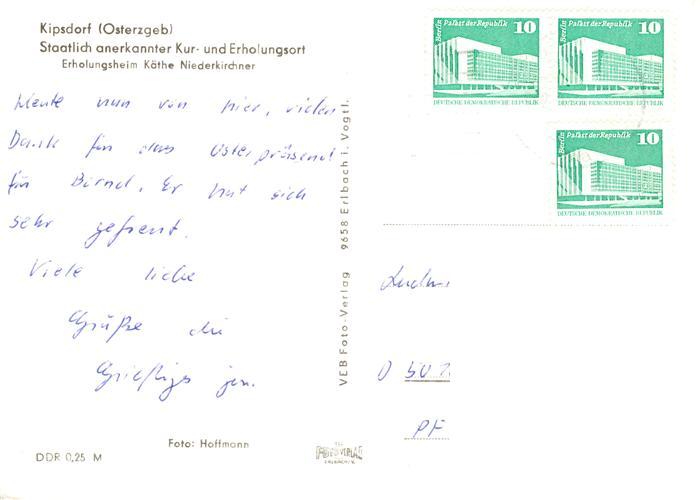 Kipsdorf (Osterzgeb)
Staatlich anerkannter Kur- und Erholungsort
Erholungsheim Käthe Niederkirchner
Berlin Palast der Republik 10
DEUTSCHE DEMOKRATISCHE REPUBLIK
Berlin Palast der Republik 10
DEUTSCHE DEMOKRATISCHE REPUBLIK
Berlin Palast der Republik 10
DEUTSCHE DEMOKRATISCHE REPUBLIK
Heute nun von hier, vielen
Dank für das Osterpräsent
für Bernd. Er hat sich
sehr gefreut.
Viele liebe
Grüße die
jun.
VEB Foto-Verlag 9658 Erlbach i. Vogtl.
PF
Foto: Hoffmann
DDR 0,25 M